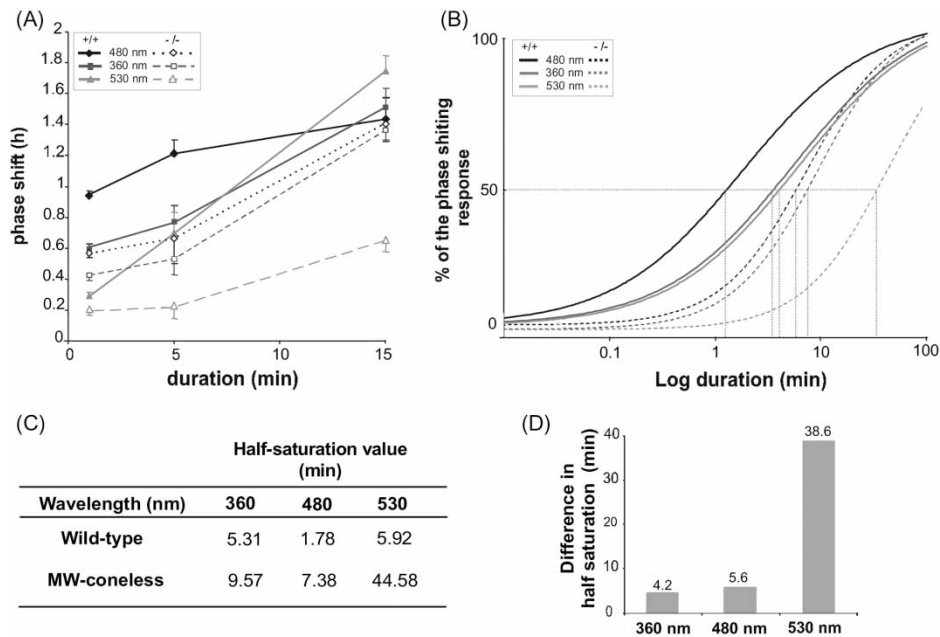 (A)
2
1.8
1.6
1.4
1.2
1
0.8
0.6
0.4
0.2
0
0
5
10
15
phase shift (h)
duration (min)
+/+ - /-
480 nm
360 nm
530 nm
(B)
100
50
0
0.1
1
10
100
% of the phase shiting
response
Log duration (min)
+/+ - /-
480 nm
360 nm
530 nm
(C)
Half-saturation value
(min)
Wavelength (nm) 360 480 530
Wild-type 5.31 1.78 5.92
MW-coneless 9.57 7.38 44.58
(D)
Difference in
half saturation (min)
40
30
20
10
0
4.2
5.6
38.6
360 nm 480 nm 530 nm